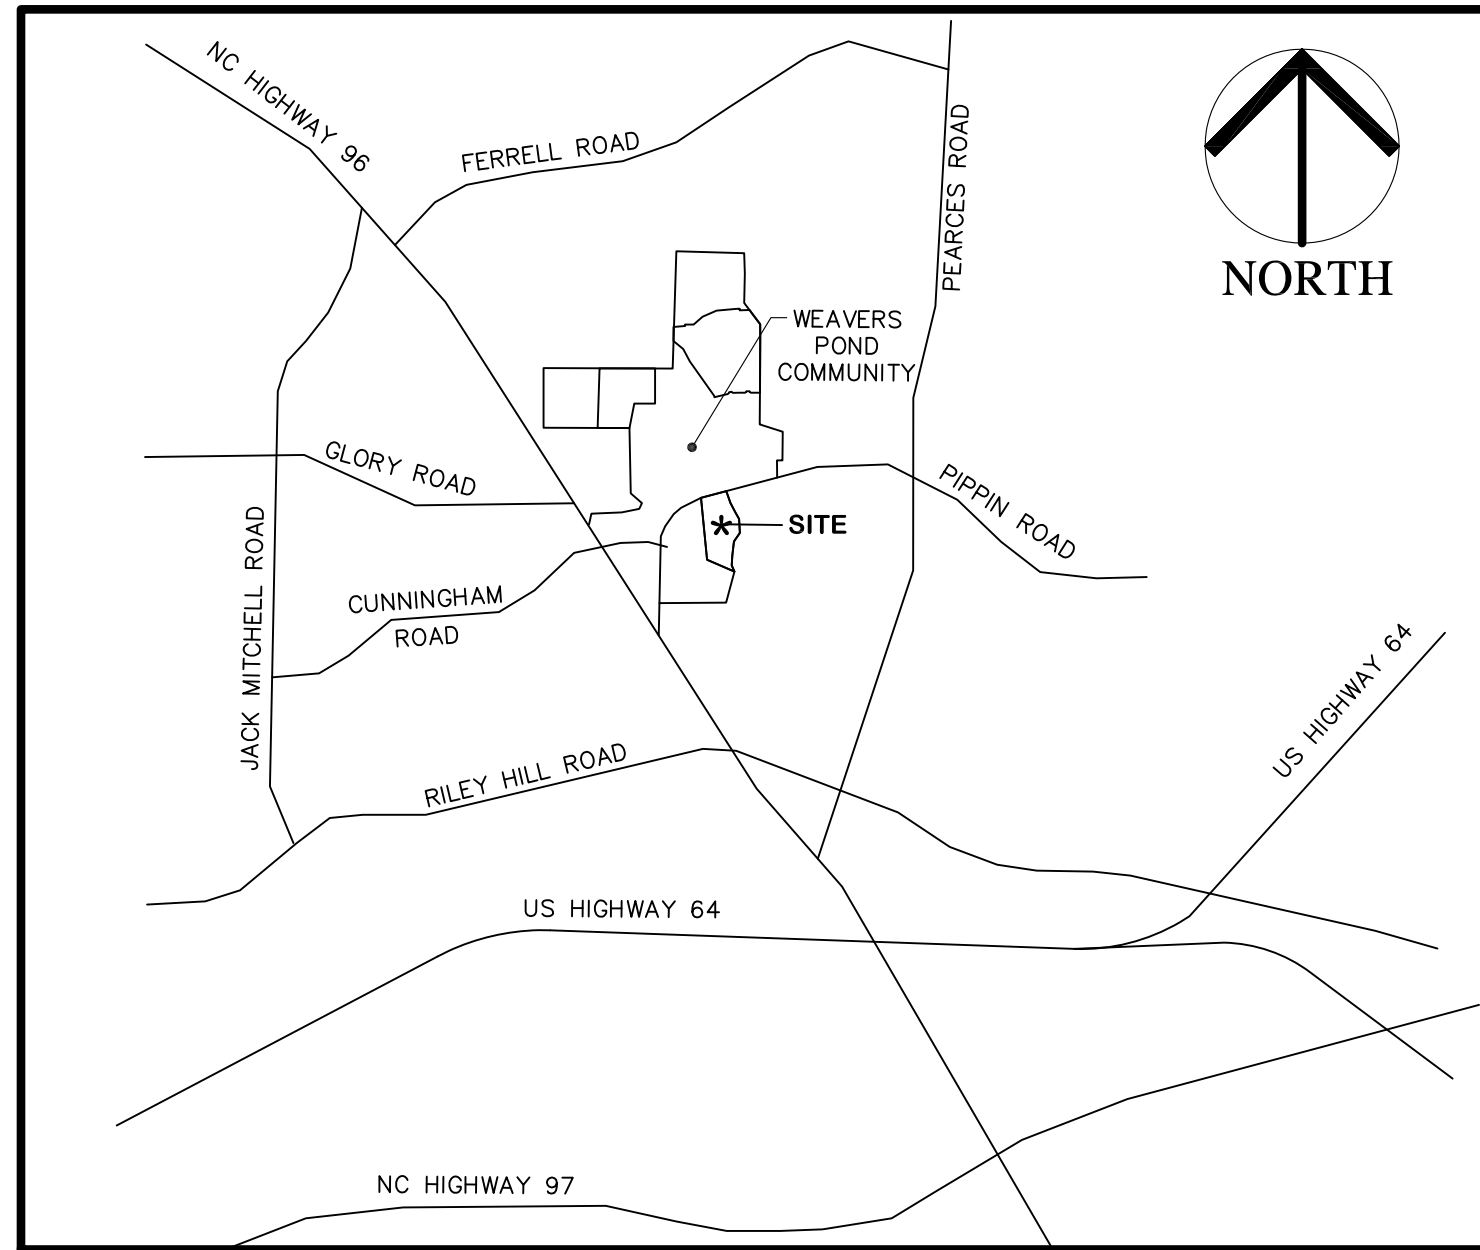 NC HIGHWAY 96
FERRELL ROAD
PEARCES ROAD
NORTH
WEAVERS
POND
COMMUNITY
GLORY ROAD
PIPPIN ROAD
SITE
JACK MITCHELL ROAD
CUNNINGHAM
ROAD
US HIGHWAY 64
RILEY HILL ROAD
US HIGHWAY 64
NC HIGHWAY 97